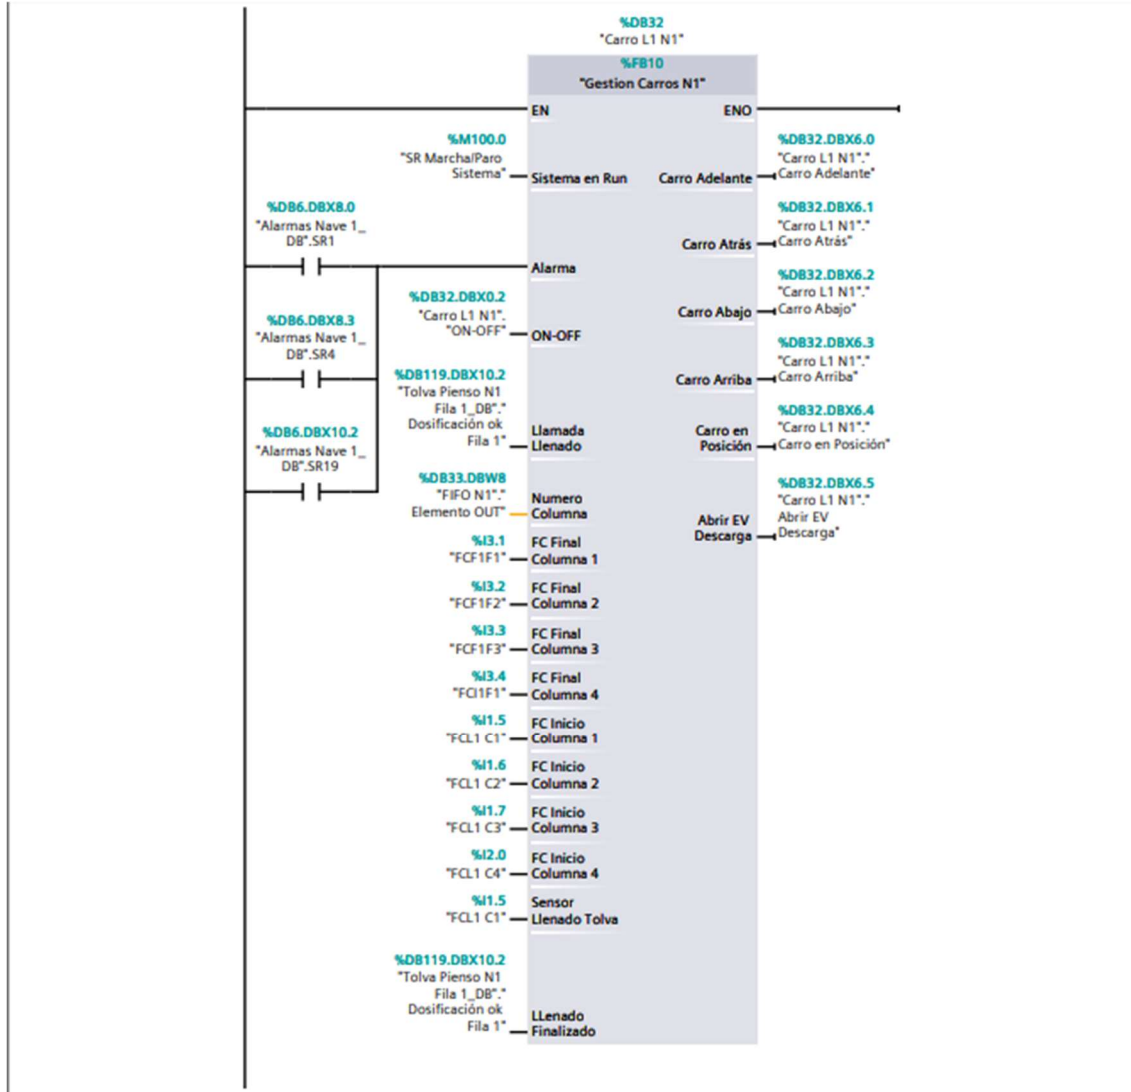 %DB32
"Carro L1 N1"
%FB10
"Gestion Carros N1"
EN
ENO
%M100.0
"SR Marcha/Paro
Sistema"
Sistema en Run
Carro Adelante
%DB32.DBX6.0
"Carro L1 N1"."
Carro Adelante"
%DB6.DBX8.0
"Alarmas Nave 1_
DB".SR1
Carro Atrás
%DB32.DBX6.1
"Carro L1 N1"."
Carro Atrás"
Alarma
%DB32.DBX0.2
"Carro L1 N1".
"ON-OFF"
ON-OFF
Carro Abajo
%DB32.DBX6.2
"Carro L1 N1"."
Carro Abajo"
%DB6.DBX8.3
"Alarmas Nave 1_
DB".SR4
Carro Arriba
%DB32.DBX6.3
"Carro L1 N1"."
Carro Arriba"
%DB119.DBX10.2
"Tolva Pienso N1
Fila 1_DB"."
Dosificación ok
Fila 1"
Llamada
Llenado
Carro en
Posición
%DB32.DBX6.4
"Carro L1 N1"."
Carro en Posición"
%DB6.DBX10.2
"Alarmas Nave 1_
DB".SR19
%DB33.DBW8
"FIFO N1"."
Elemento OUT"
Numero
Columna
Abrir EV
Descarga
%DB32.DBX6.5
"Carro L1 N1"."
Abrir EV
Descarga"
%I3.1
"FCF1F1"
FC Final
Columna 1
%I3.2
"FCF1F2"
FC Final
Columna 2
%I3.3
"FCF1F3"
FC Final
Columna 3
%I3.4
"FCI1F1"
FC Final
Columna 4
%I1.5
"FCL1 C1"
FC Inicio
Columna 1
%I1.6
"FCL1 C2"
FC Inicio
Columna 2
%I1.7
"FCL1 C3"
FC Inicio
Columna 3
%I2.0
"FCL1 C4"
FC Inicio
Columna 4
%I1.5
"FCL1 C1"
Sensor
Llenado Tolva
%DB119.DBX10.2
"Tolva Pienso N1
Fila 1_DB"."
Dosificación ok
Fila 1"
LLenado
Finalizado